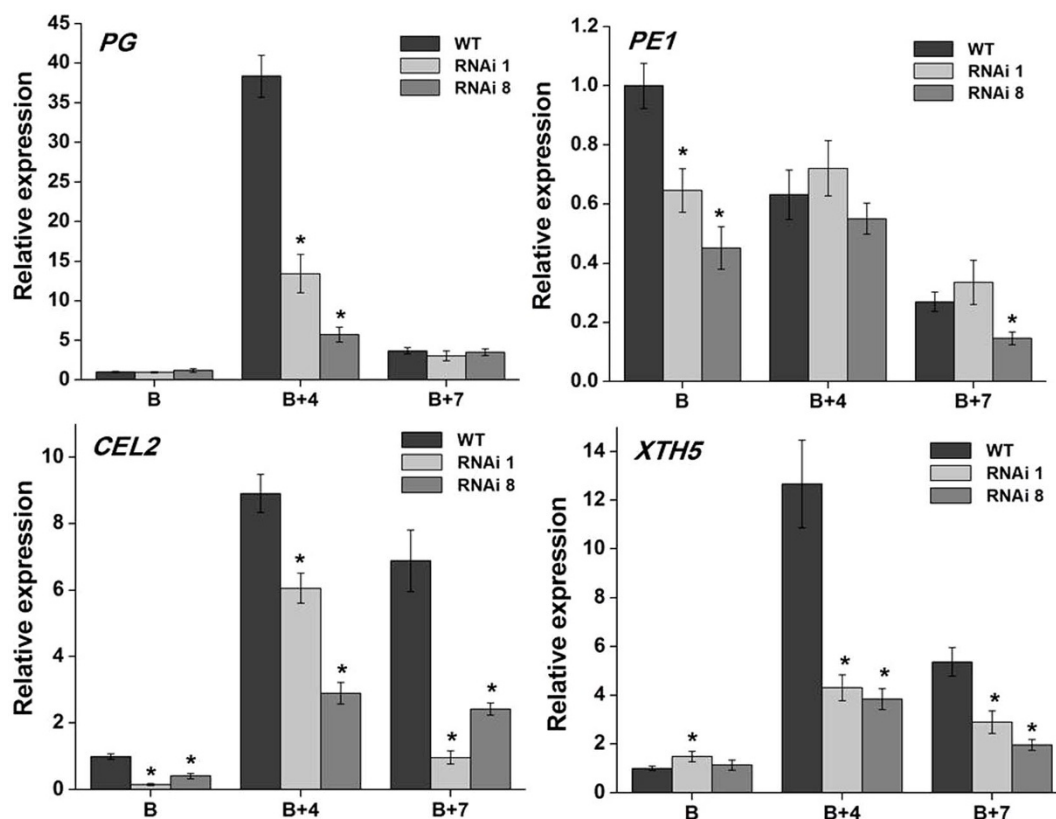 PG
WT
RNAi 1
RNAi 8
Relative expression
45
40
35
30
25
20
15
10
5
0
*
*
B
B+4
B+7
PE1
WT
RNAi 1
RNAi 8
Relative expression
1.2
1.0
0.8
0.6
0.4
0.2
0.0
*
*
*
B
B+4
B+7
CEL2
WT
RNAi 1
RNAi 8
Relative expression
10
8
6
4
2
0
*
*
*
*
*
*
B
B+4
B+7
XTH5
WT
RNAi 1
RNAi 8
Relative expression
14
12
10
8
6
4
2
0
*
*
*
*
*
B
B+4
B+7